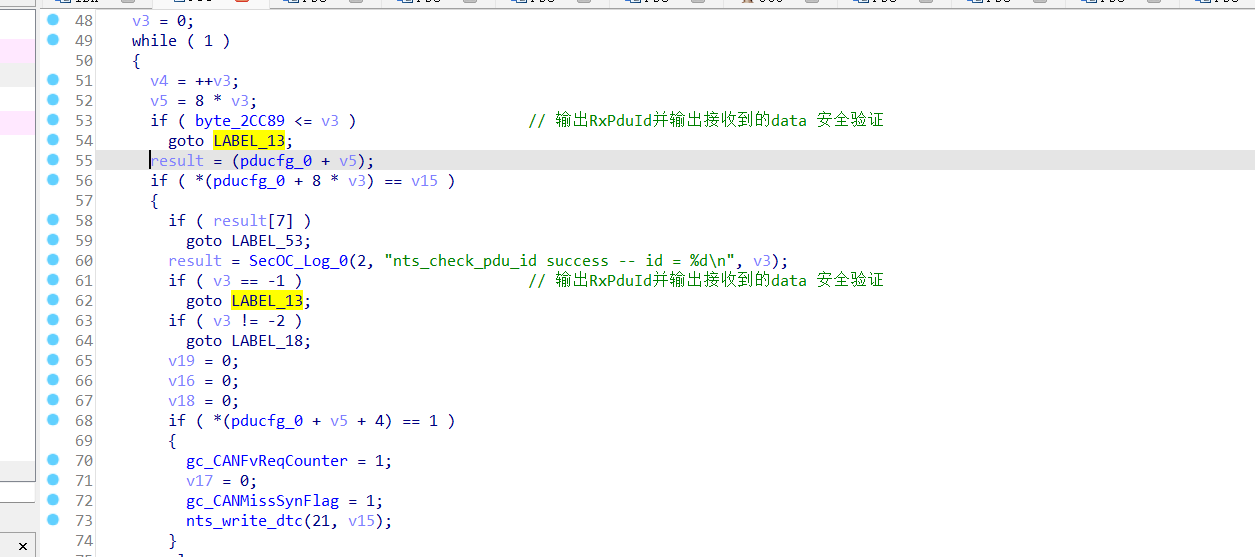 48 v3 = 0;
49 while ( 1 )
50 {
51 v4 = ++v3;
52 v5 = 8 * v3;
53 if ( byte_2CC89 <= v3 ) // 输出RxPduId并输出接收到的data 安全验证
54 goto LABEL_13;
55 result = (pducfg_0 + v5);
56 if ( *(pducfg_0 + 8 * v3) == v15 )
57 {
58 if ( result[7] )
59 goto LABEL_53;
60 result = SecOC_Log_0(2, "nts_check_pdu_id success -- id = %d\n", v3);
61 if ( v3 == -1 ) // 输出RxPduId并输出接收到的data 安全验证
62 goto LABEL_13;
63 if ( v3 != -2 )
64 goto LABEL_18;
65 v19 = 0;
66 v16 = 0;
67 v18 = 0;
68 if ( *(pducfg_0 + v5 + 4) == 1 )
69 {
70 gc_CANFvReqCounter = 1;
71 v17 = 0;
72 gc_CANMissSynFlag = 1;
73 nts_write_dtc(21, v15);
74 }